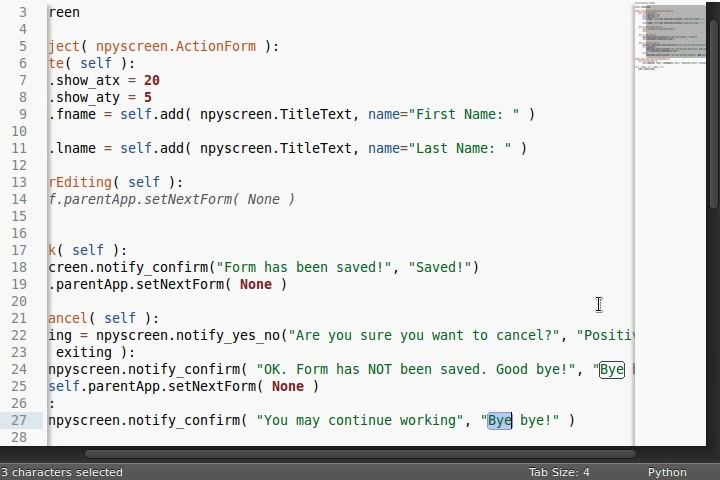 3 reen
4
5 ject( npyscreen.ActionForm ):
6 te( self ):
7 .show_atx = 20
8 .show_aty = 5
9 .fname = self.add( npyscreen.TitleText, name="First Name: " )
10
11 .lname = self.add( npyscreen.TitleText, name="Last Name: " )
12
13 rEditing( self ):
14 f.parentApp.setNextForm( None )
15
16
17 k( self ):
18 creen.notify_confirm("Form has been saved!", "Saved!")
19 .parentApp.setNextForm( None )
20
21 ancel( self ):
22 ing = npyscreen.notify_yes_no("Are you sure you want to cancel?", "Positiv
23 exiting ):
24 npyscreen.notify_confirm( "OK. Form has NOT been saved. Good bye!", "Bye b
25 self.parentApp.setNextForm( None )
26 :
27 npyscreen.notify_confirm( "You may continue working", "Bye bye!" )
28
3 characters selected Tab Size: 4 Python